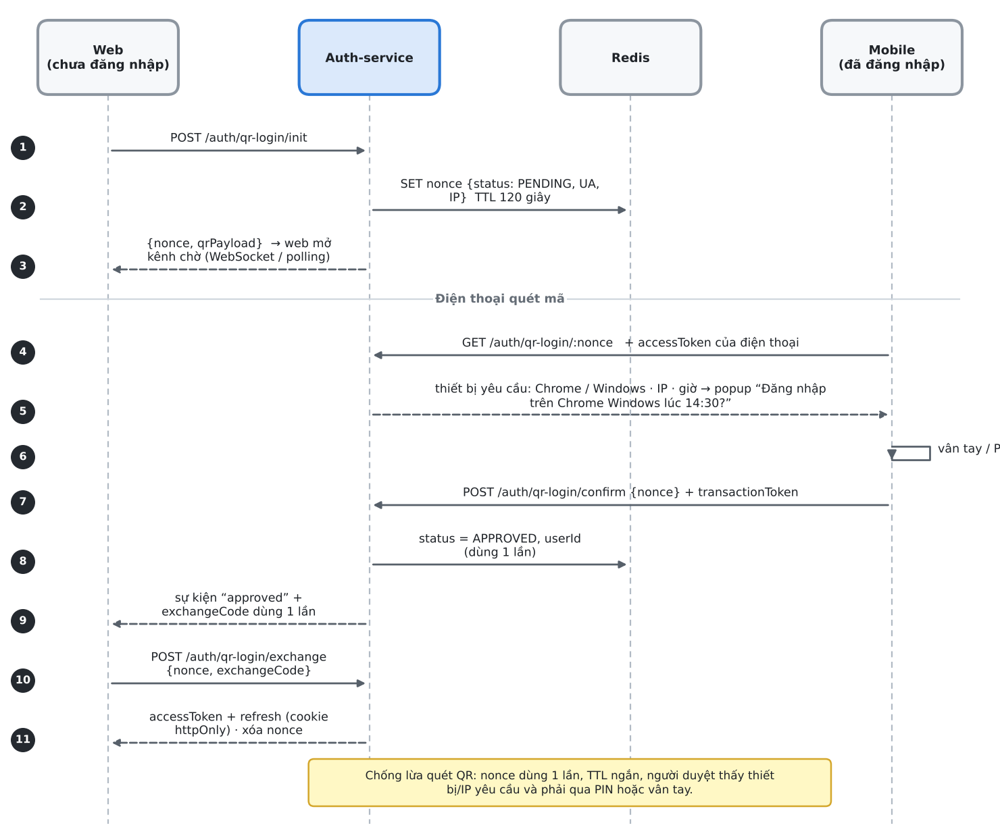 Web
(chưa đăng nhập)
Auth-service
Redis
Mobile
(đã đăng nhập)
1
POST /auth/qr-login/init
2
SET nonce {status: PENDING, UA,
IP}  TTL 120 giây
3
{nonce, qrPayload}  → web mở
kênh chờ (WebSocket / polling)
Điện thoại quét mã
4
GET /auth/qr-login/:nonce   + accessToken của điện thoại
5
thiết bị yêu cầu: Chrome / Windows · IP · giờ → popup “Đăng nhập
trên Chrome Windows lúc 14:30?”
6
vân tay / P
7
POST /auth/qr-login/confirm {nonce} + transactionToken
8
status = APPROVED, userId
(dùng 1 lần)
9
sự kiện “approved” +
exchangeCode dùng 1 lần
10
POST /auth/qr-login/exchange
{nonce, exchangeCode}
11
accessToken + refresh (cookie
httpOnly) · xóa nonce
Chống lừa quét QR: nonce dùng 1 lần, TTL ngắn, người duyệt thấy thiết
bị/IP yêu cầu và phải qua PIN hoặc vân tay.